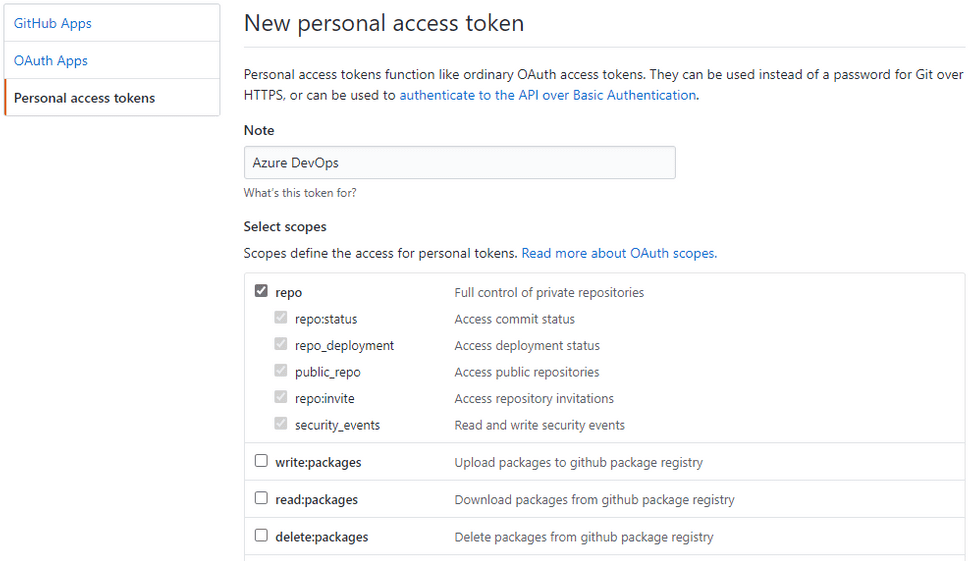 GitHub Apps
OAuth Apps
Personal access tokens
New personal access token
Personal access tokens function like ordinary OAuth access tokens. They can be used instead of a password for Git over
HTTPS, or can be used to authenticate to the API over Basic Authentication.
Note
Azure DevOps
What's this token for?
Select scopes
Scopes define the access for personal tokens. Read more about OAuth scopes.
repo Full control of private repositories
repo:status Access commit status
repo_deployment Access deployment status
public_repo Access public repositories
repo:invite Access repository invitations
security_events Read and write security events
write:packages Upload packages to github package registry
read:packages Download packages from github package registry
delete:packages Delete packages from github package registry